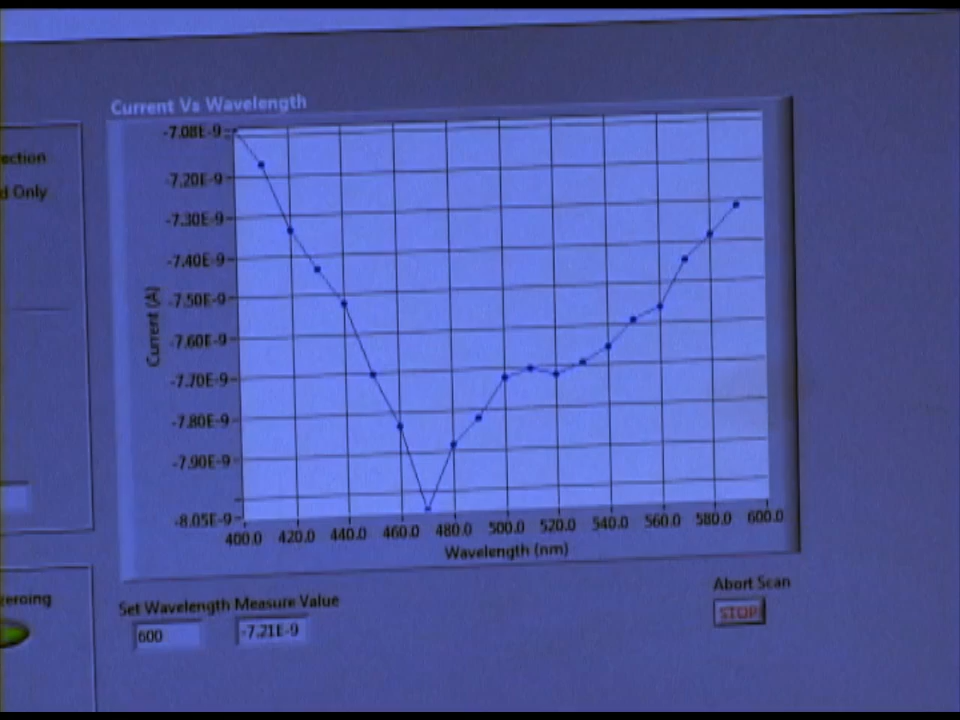 Current Vs Wavelength
-7.08E-9
-7.20E-9
-7.30E-9
-7.40E-9
-7.50E-9
-7.60E-9
-7.70E-9
-7.80E-9
-7.90E-9
-8.05E-9
Current (A)
400.0 420.0 440.0 460.0 480.0 500.0 520.0 540.0 560.0 580.0 600.0
Wavelength (nm)
ection
d Only
eroing
Set Wavelength Measure Value
600 -7.21E-9
Abort Scan
STOP